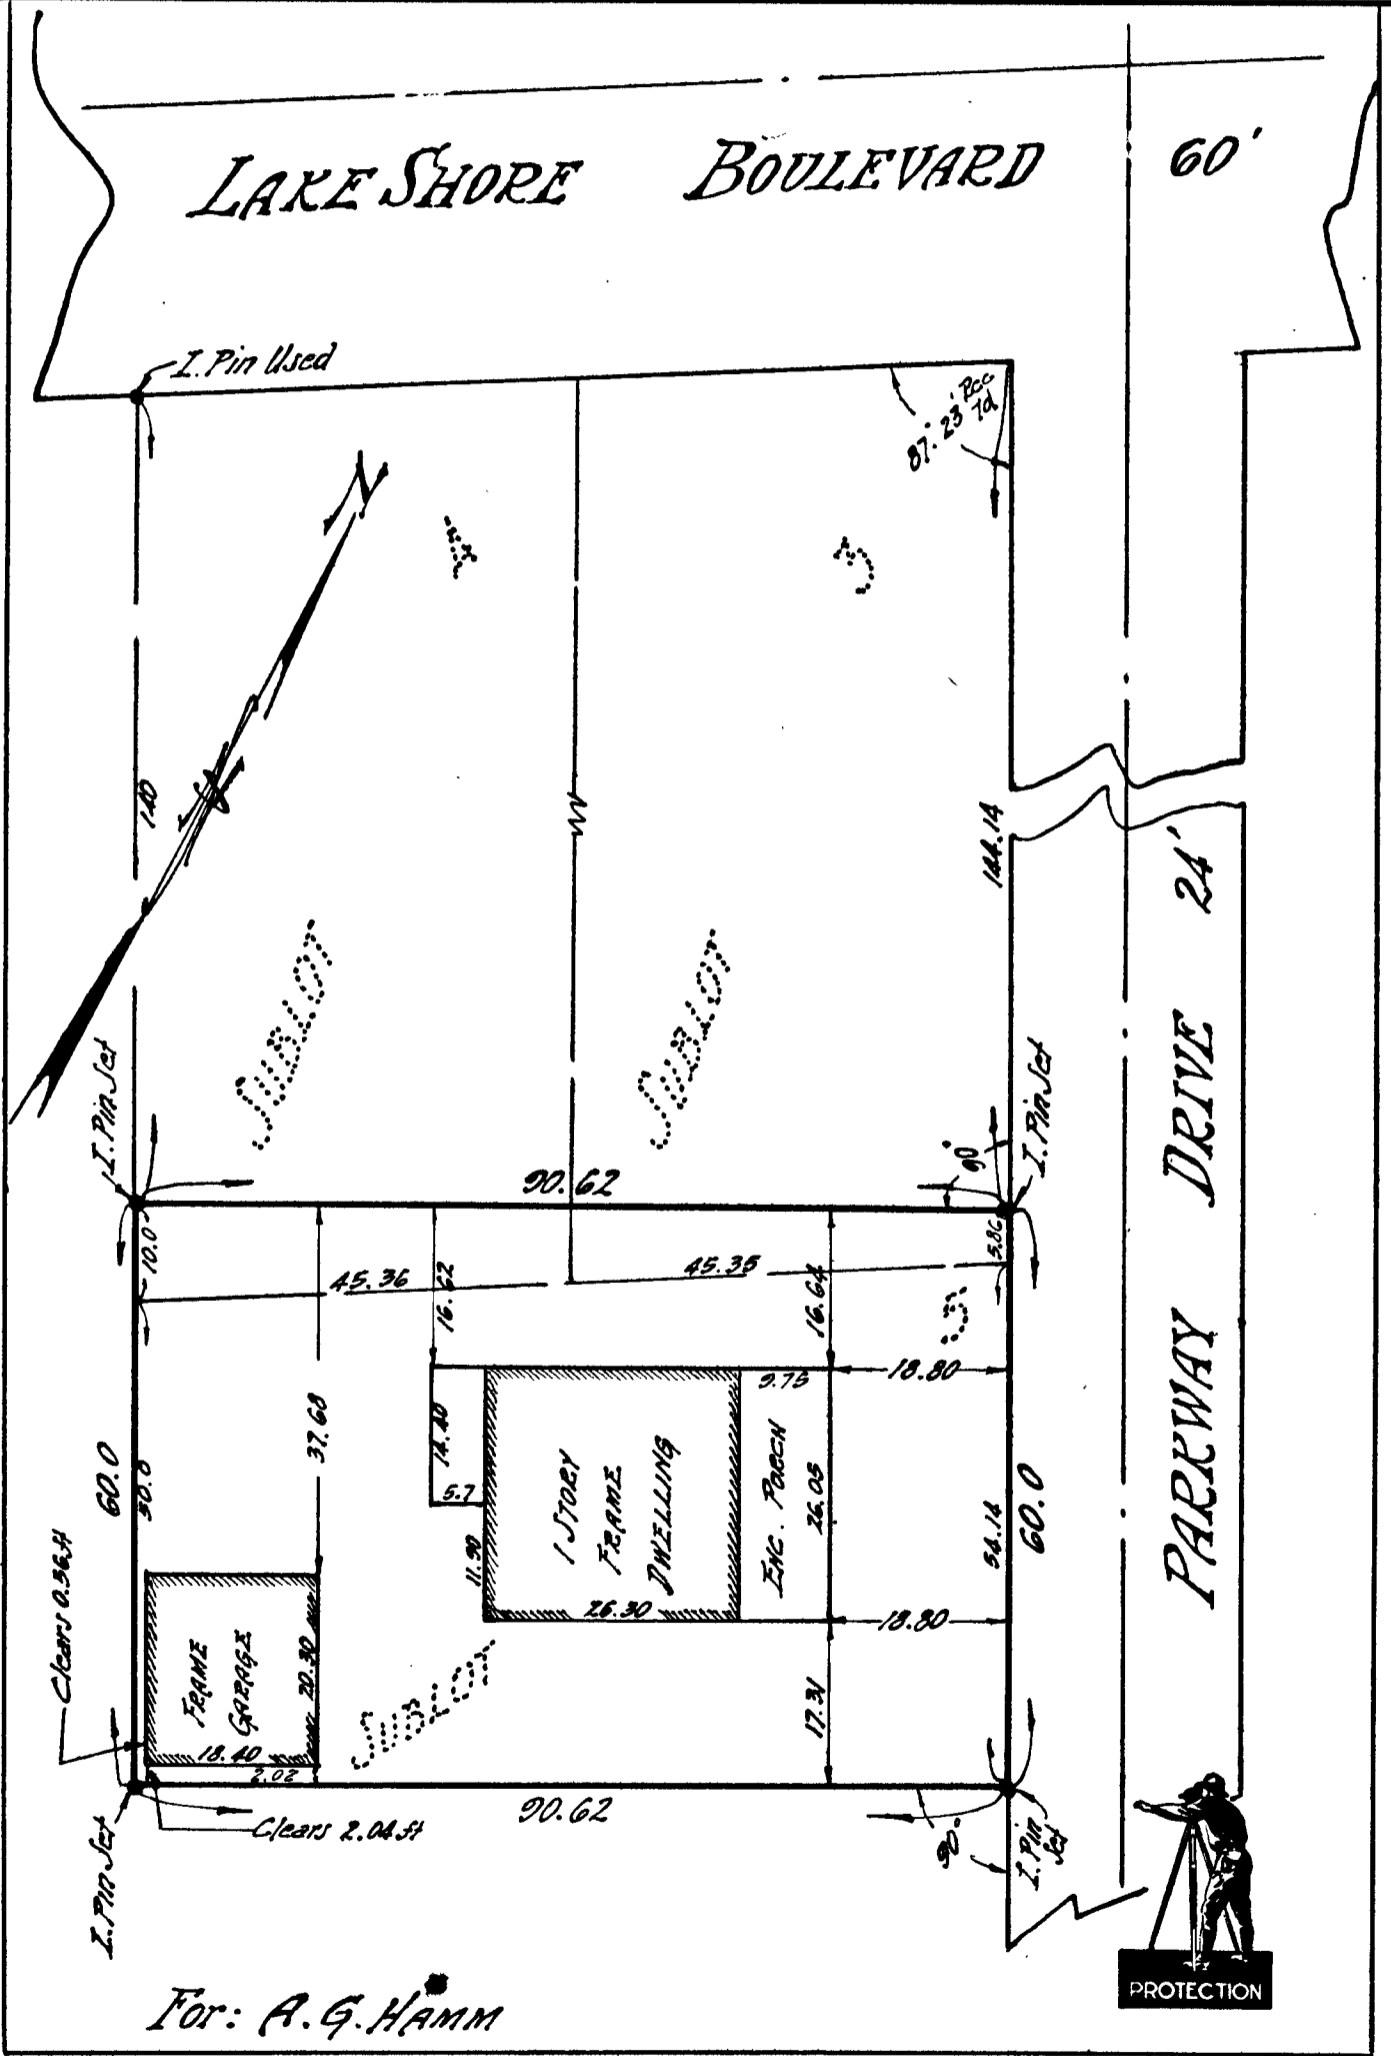 LAKE SHORE BOULEVARD 60'
I. Pin Used
87° 23' Rec
4
3
140
144.14
24'
SUBLOT
SUBLOT
I. Pin Set
I. Pin Set
90°
90.62
10.0
5.86
45.36
45.35
16.62
16.64
5
18.80
9.75
37.68
14.40
5.7
11.90
1 STORY
FRAME
DWELLING
ENC. PORCH
26.05
26.30
60.0
50.0
54.14
60.0
PARKWAY DRIVE
18.80
Clears 0.36 ft
FRAME
GARAGE
20.30
18.40
2.02
SUBLOT
17.31
90.62
Clears 2.04 ft
90°
I. Pin Set
I. Pin
Set
PROTECTION
For: A. G. HAMM